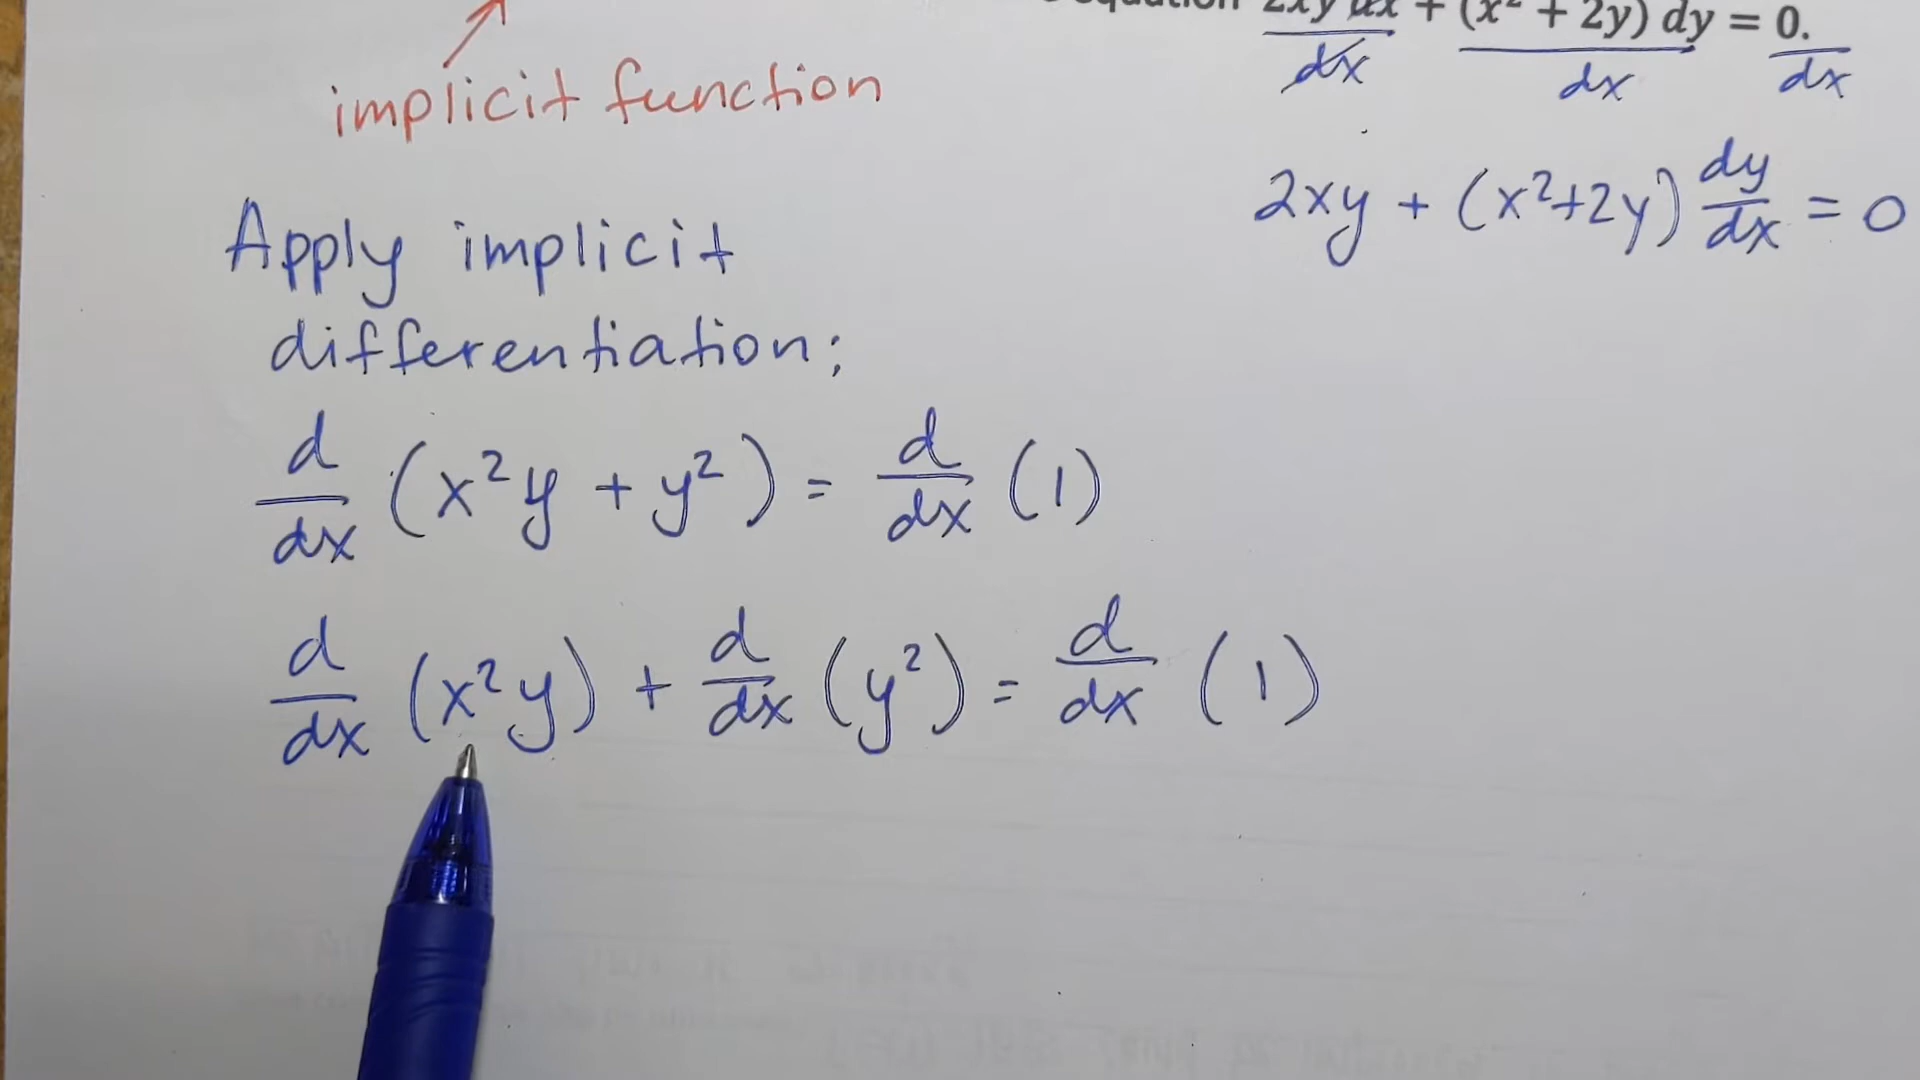 equation 2xy dx + (x² + 2y) dy = 0.
dx dx dx
implicit function
2xy + (x²+2y) dy/dx = 0
Apply implicit
differentiation;
d/dx (x²y + y²) = d/dx (1)
d/dx (x²y) + d/dx (y²) = d/dx (1)